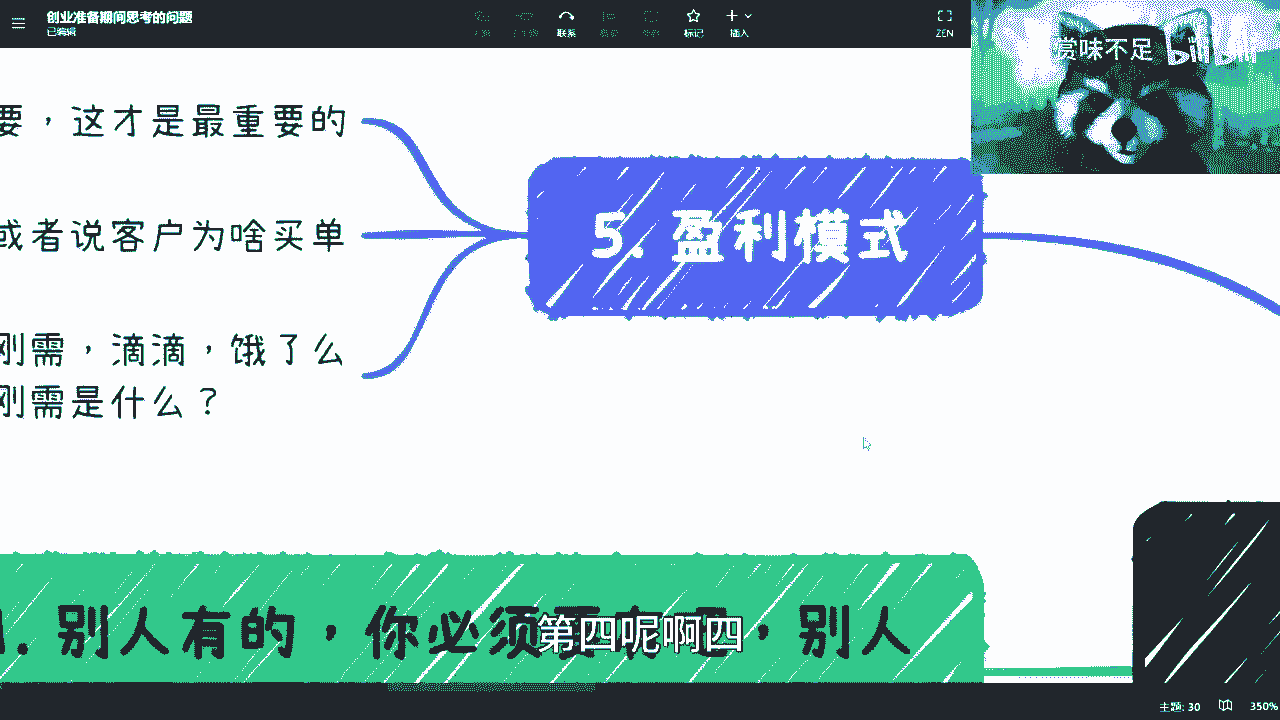 创业准备期间思考的问题
已编辑
联系
标记
插入
ZEN
赏味不足
bilibili
要，这才是最重要的
或者说客户为啥买单
刚需，滴滴，饿了么
刚需是什么？
5. 盈利模式
别人有的，你必须要有，别人
第四呢啊四
主题: 30
350%